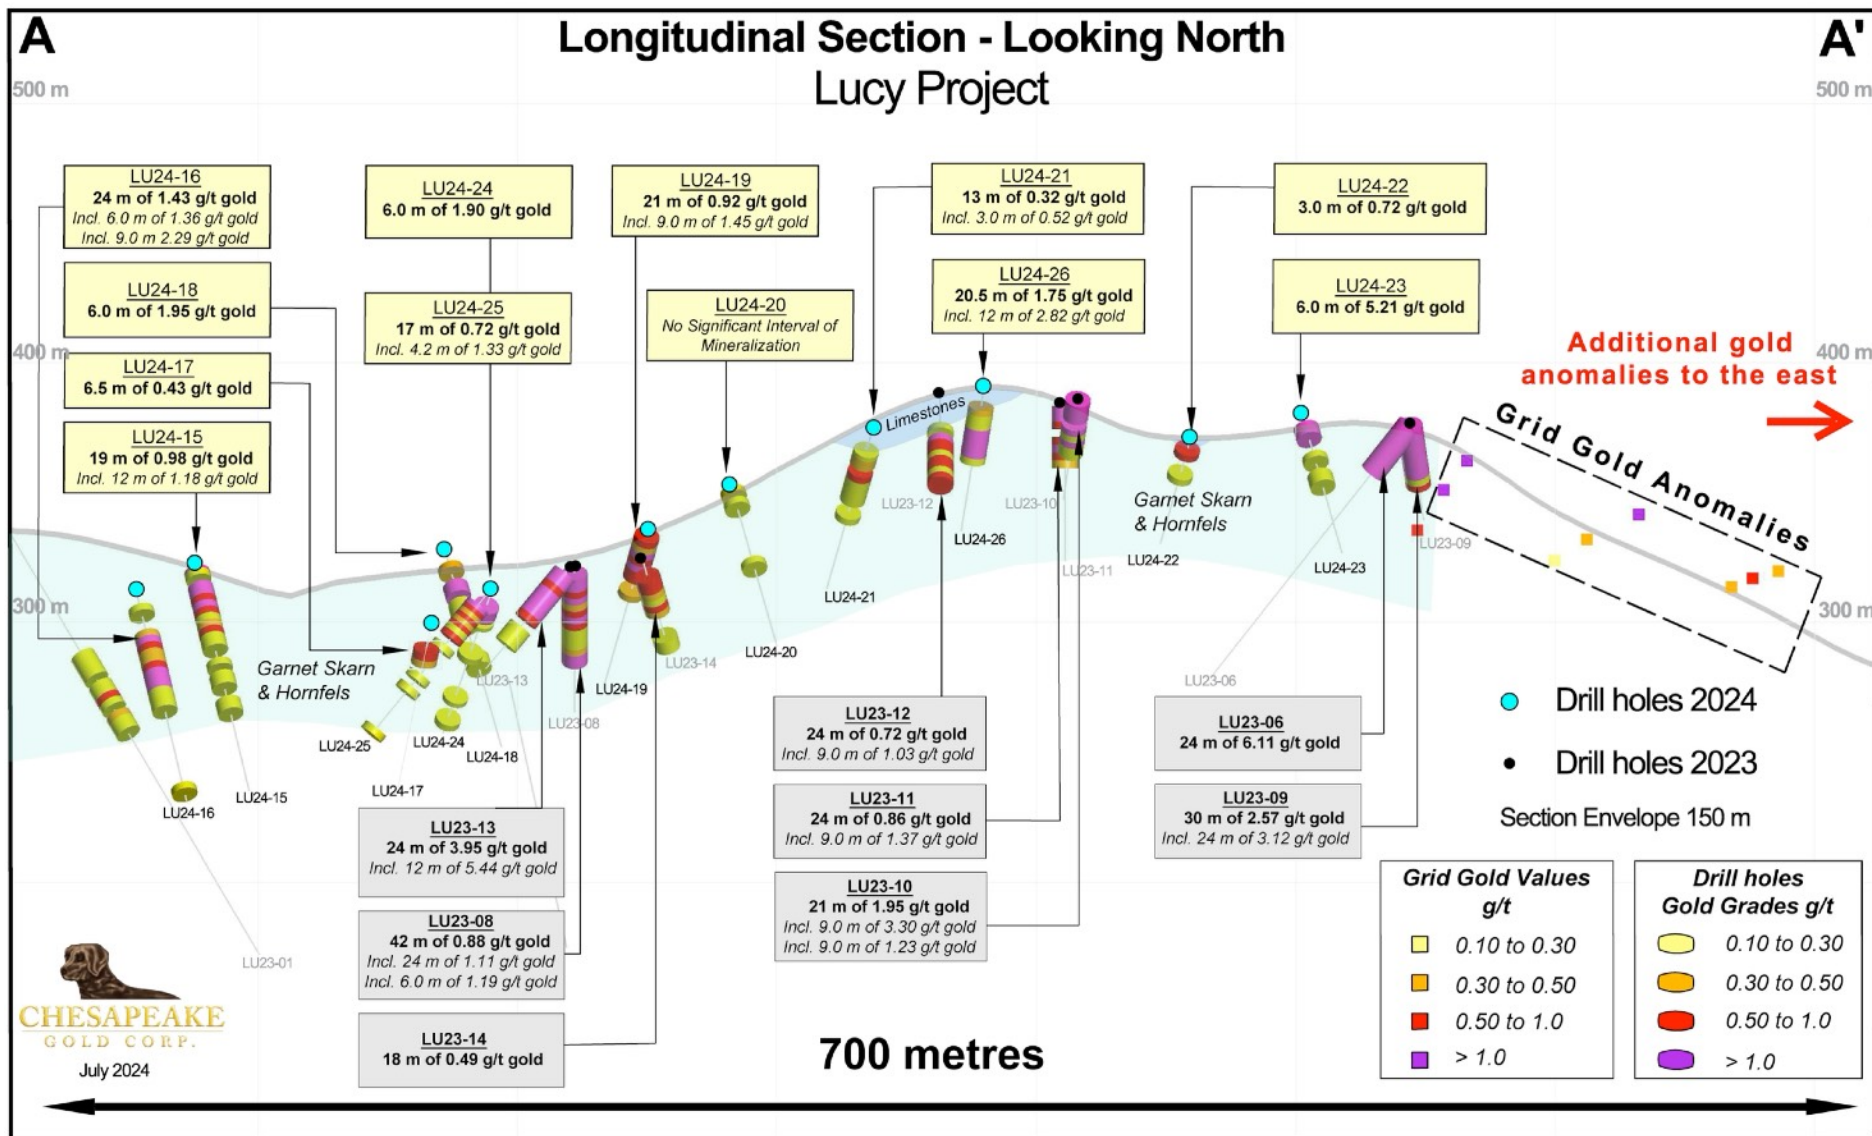 A
Longitudinal Section - Looking North
A'
Lucy Project
500 m
500 m
LU24-16
24 m of 1.43 g/t gold
Incl. 6.0 m of 1.36 g/t gold
Incl. 9.0 m 2.29 g/t gold
LU24-18
6.0 m of 1.95 g/t gold
400 m
LU24-17
6.5 m of 0.43 g/t gold
LU24-15
19 m of 0.98 g/t gold
Incl. 12 m of 1.18 g/t gold
LU24-24
6.0 m of 1.90 g/t gold
LU24-25
17 m of 0.72 g/t gold
Incl. 4.2 m of 1.33 g/t gold
LU24-19
21 m of 0.92 g/t gold
Incl. 9.0 m of 1.45 g/t gold
LU24-20
No Significant Interval of
Mineralization
LU24-21
13 m of 0.32 g/t gold
Incl. 3.0 m of 0.52 g/t gold
LU24-26
20.5 m of 1.75 g/t gold
Incl. 12 m of 2.82 g/t gold
LU24-22
3.0 m of 0.72 g/t gold
LU24-23
6.0 m of 5.21 g/t gold
400 m
Additional gold
anomalies to the east
Grid Gold Anomalies
Limestones
300 m
300 m
Garnet Skarn
& Hornfels
Garnet Skarn
& Hornfels
LU23-12
LU23-10
LU24-26
LU23-11
LU24-22
LU24-23
LU23-09
LU24-21
LU24-20
LU23-14
LU24-19
LU23-13
LU23-06
LU23-08
LU24-25
LU24-24
LU24-18
LU24-17
LU24-16
LU24-15
LU23-01
LU23-13
24 m of 3.95 g/t gold
Incl. 12 m of 5.44 g/t gold
LU23-08
42 m of 0.88 g/t gold
Incl. 24 m of 1.11 g/t gold
Incl. 6.0 m of 1.19 g/t gold
LU23-14
18 m of 0.49 g/t gold
LU23-12
24 m of 0.72 g/t gold
Incl. 9.0 m of 1.03 g/t gold
LU23-11
24 m of 0.86 g/t gold
Incl. 9.0 m of 1.37 g/t gold
LU23-10
21 m of 1.95 g/t gold
Incl. 9.0 m of 3.30 g/t gold
Incl. 9.0 m of 1.23 g/t gold
LU23-06
24 m of 6.11 g/t gold
LU23-09
30 m of 2.57 g/t gold
Incl. 24 m of 3.12 g/t gold
Drill holes 2024
Drill holes 2023
Section Envelope 150 m
Grid Gold Values
g/t
0.10 to 0.30
0.30 to 0.50
0.50 to 1.0
> 1.0
Drill holes
Gold Grades g/t
0.10 to 0.30
0.30 to 0.50
0.50 to 1.0
> 1.0
CHESAPEAKE
GOLD CORP.
July 2024
700 metres